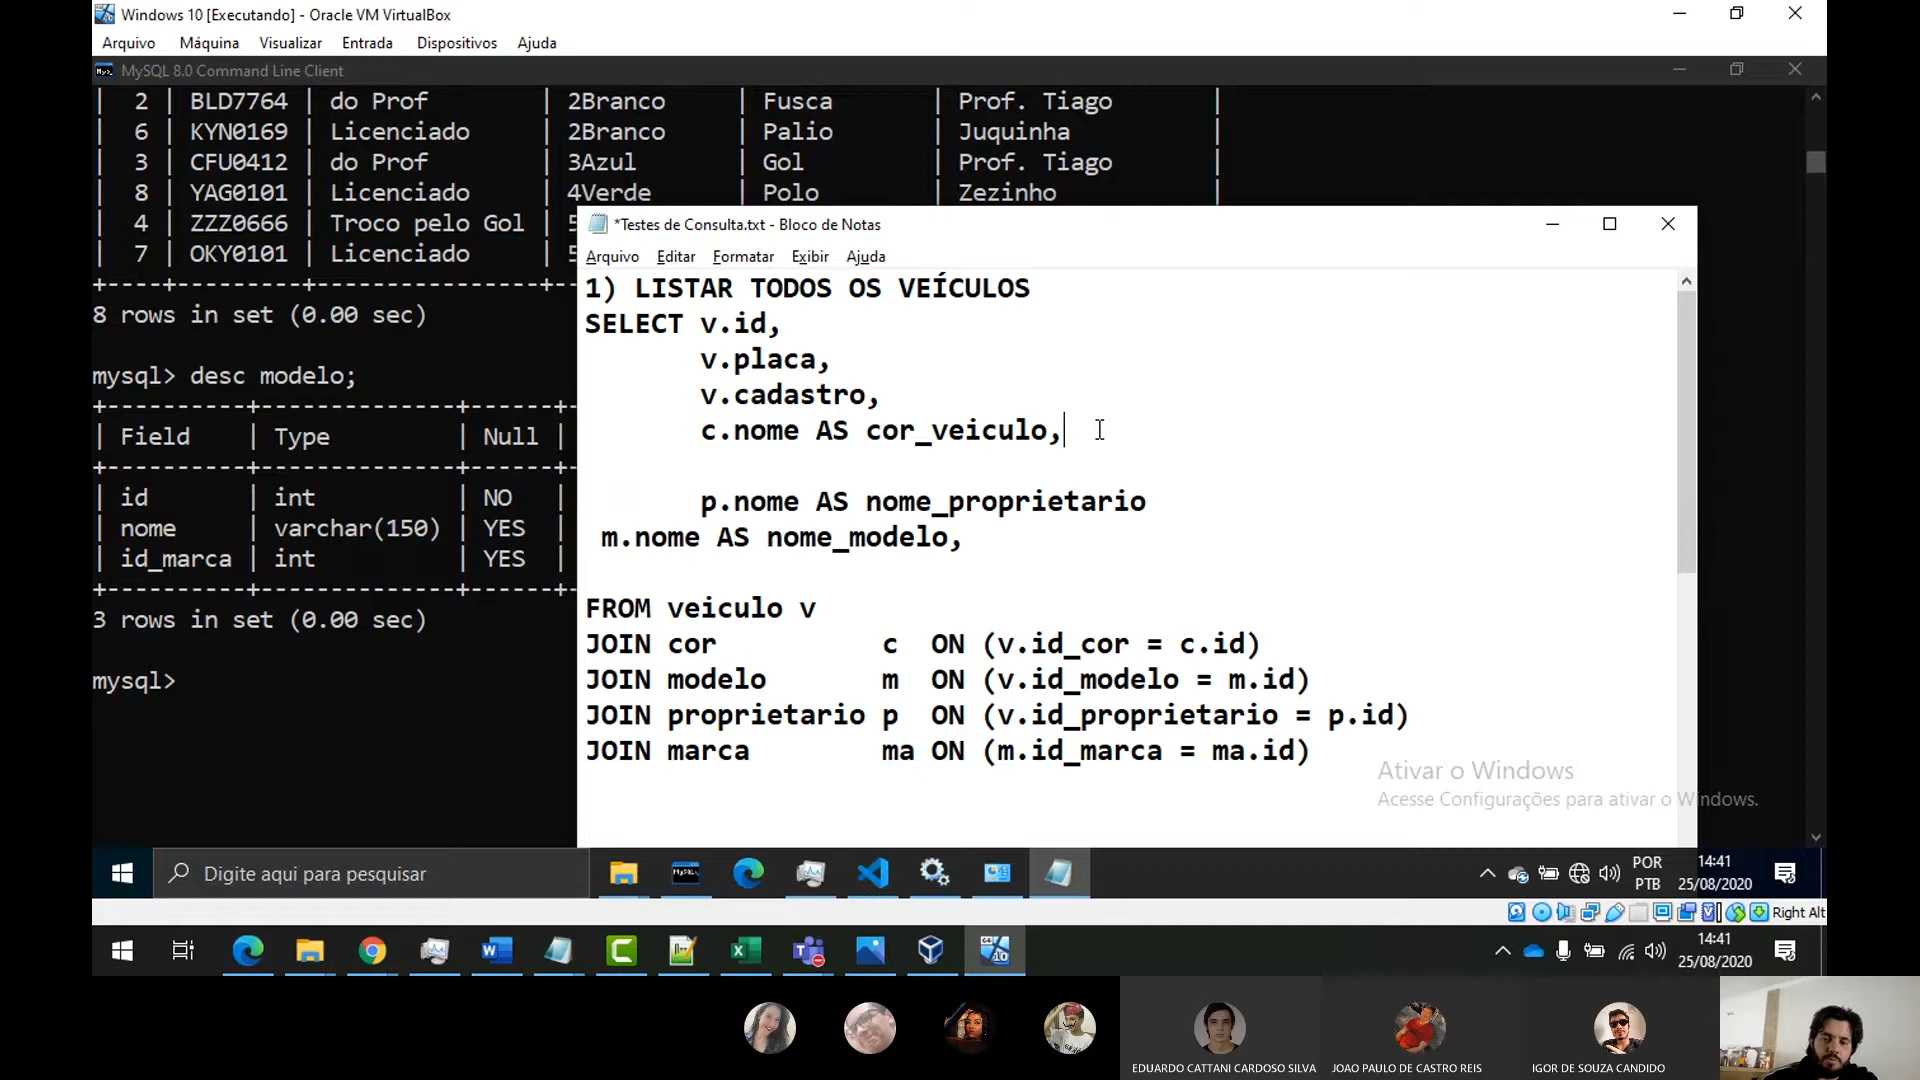 Windows 10 [Executando] - Oracle VM VirtualBox
Arquivo Máquina Visualizar Entrada Dispositivos Ajuda
MySQL 8.0 Command Line Client
| 2 | BLD7764 | do Prof | 2Branco | Fusca | Prof. Tiago |
| 6 | KYN0169 | Licenciado | 2Branco | Palio | Juquinha |
| 3 | CFU0412 | do Prof | 3Azul | Gol | Prof. Tiago |
| 8 | YAG0101 | Licenciado | 4Verde | Polo | Zezinho |
| 4 | ZZZ0666 | Troco pelo Gol | 5
| 7 | OKY0101 | Licenciado | 5
+----+---------+----------------+--
8 rows in set (0.00 sec)
mysql> desc modelo;
+----------+--------------+------+-
| Field | Type | Null |
+----------+--------------+------+-
| id | int | NO |
| nome | varchar(150) | YES |
| id_marca | int | YES |
+----------+--------------+------+-
3 rows in set (0.00 sec)
mysql>
*Testes de Consulta.txt - Bloco de Notas
Arquivo Editar Formatar Exibir Ajuda
1) LISTAR TODOS OS VEÍCULOS
SELECT v.id,
v.placa,
v.cadastro,
c.nome AS cor_veiculo,
p.nome AS nome_proprietario
m.nome AS nome_modelo,
FROM veiculo v
JOIN cor c ON (v.id_cor = c.id)
JOIN modelo m ON (v.id_modelo = m.id)
JOIN proprietario p ON (v.id_proprietario = p.id)
JOIN marca ma ON (m.id_marca = ma.id)
Ativar o Windows
Acesse Configurações para ativar o Windows.
Digite aqui para pesquisar
POR
PTB
14:41
25/08/2020
Right Alt
14:41
25/08/2020
EDUARDO CATTANI CARDOSO SILVA
JOAO PAULO DE CASTRO REIS
IGOR DE SOUZA CANDIDO